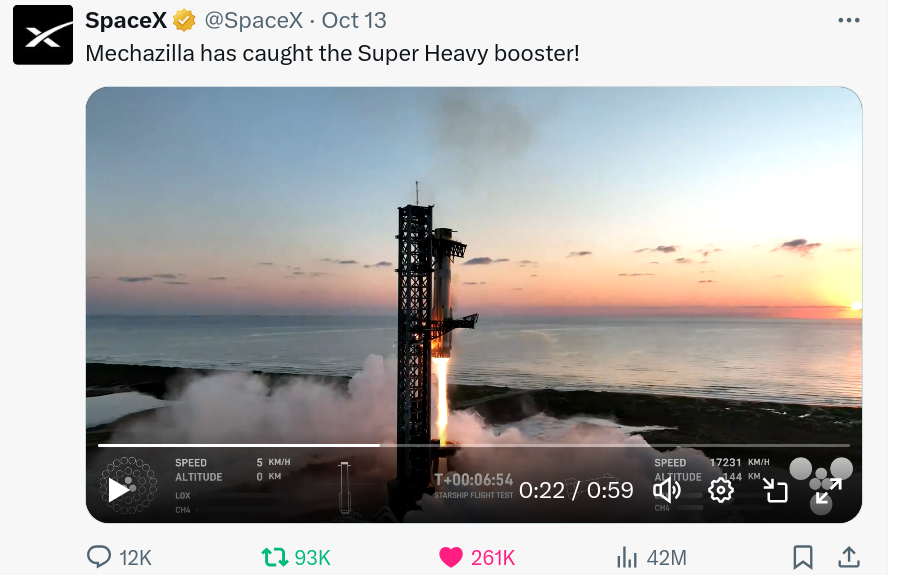 SpaceX @SpaceX · Oct 13
Mechazilla has caught the Super Heavy booster!
SPEED 5 KM/H
ALTITUDE 0 KM
LOX
CH4
T+00:06:54
STARSHIP FLIGHT TEST
0:22 / 0:59
SPEED 17231 KM/H
ALTITUDE 144 KM
CH4
12K 93K 261K 42M